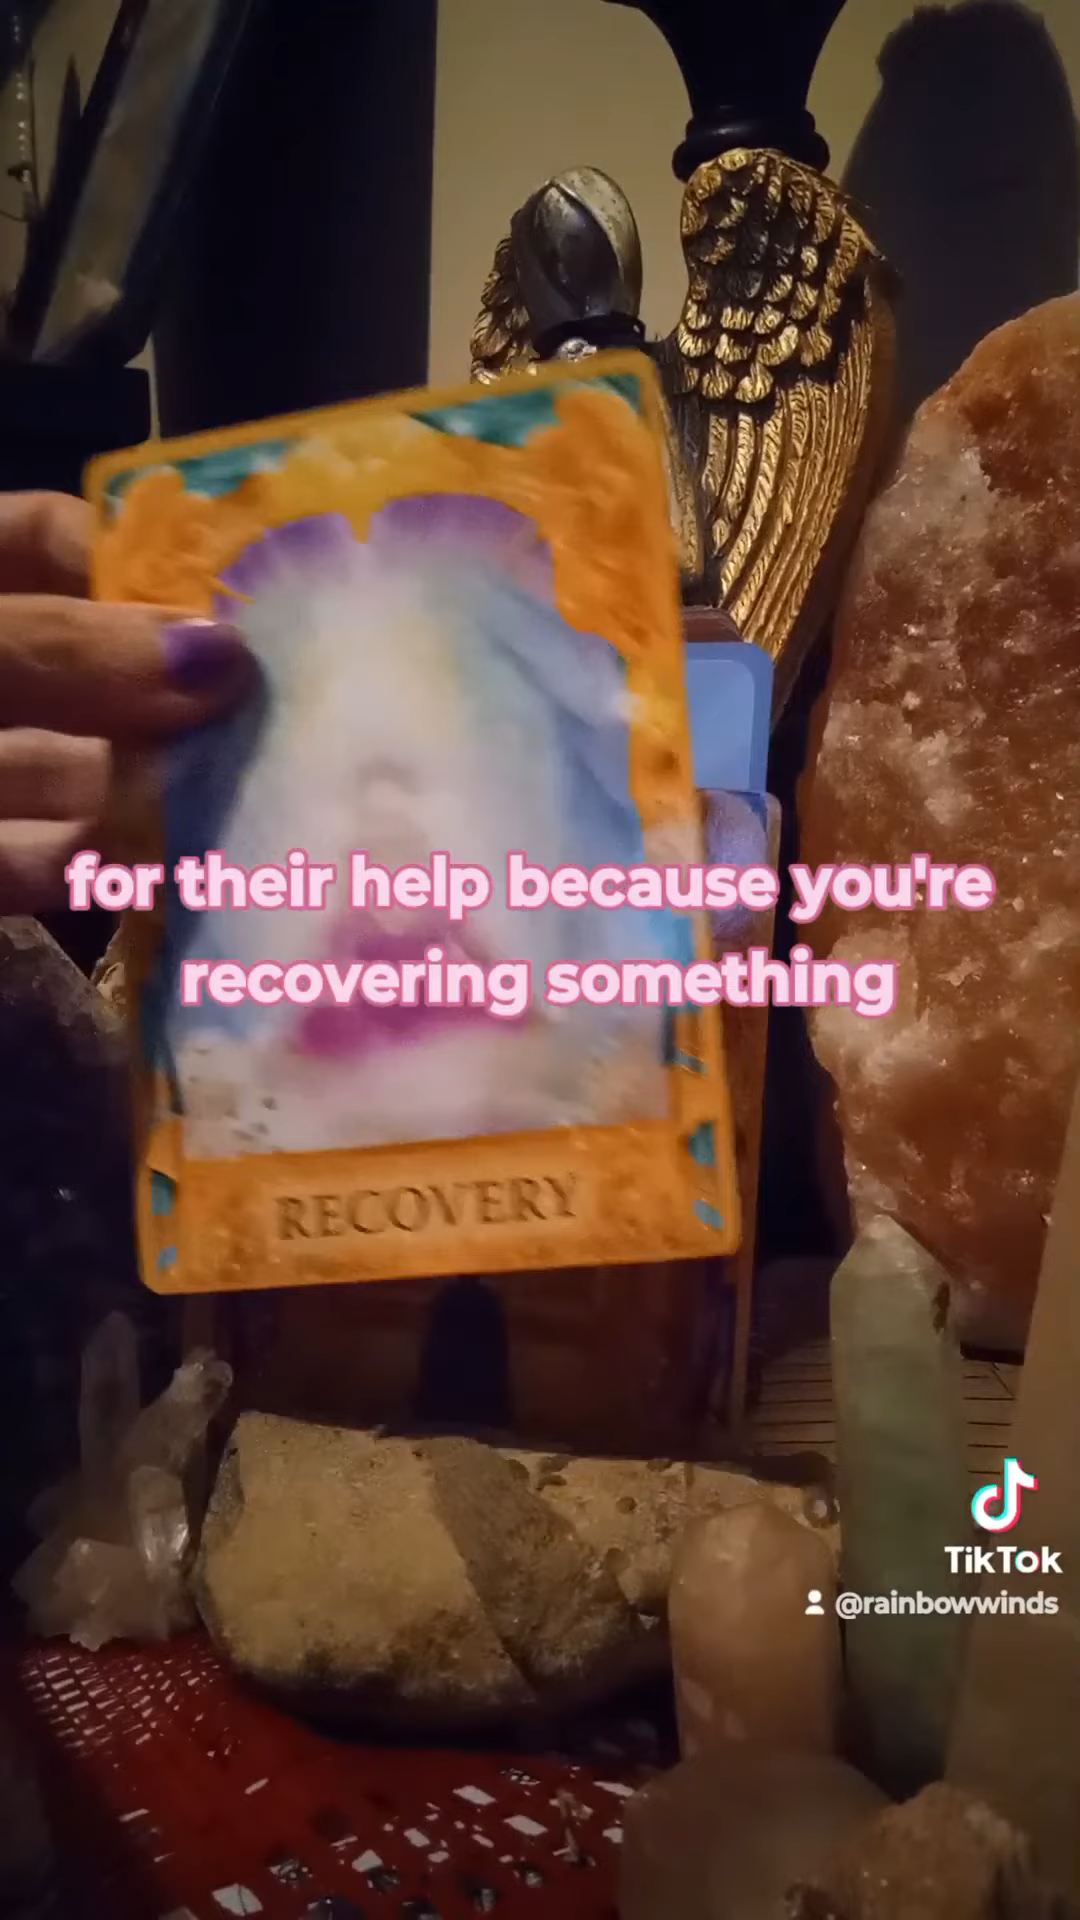 for their help because you're
recovering something
RECOVERY
TikTok
@rainbowwinds